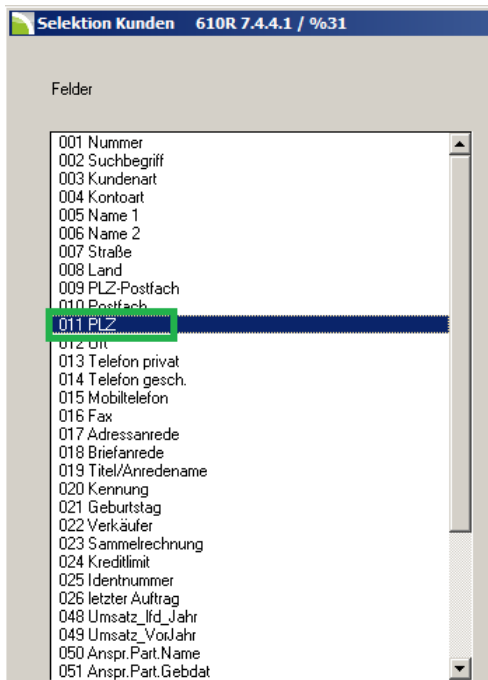 Selektion Kunden 610R 7.4.4.1 / %31
Felder
001 Nummer
002 Suchbegriff
003 Kundenart
004 Kontoart
005 Name 1
006 Name 2
007 Straße
008 Land
009 PLZ-Postfach
010 Postfach
011 PLZ
012 Ort
013 Telefon privat
014 Telefon gesch.
015 Mobiltelefon
016 Fax
017 Adressanrede
018 Briefanrede
019 Titel/Anredename
020 Kennung
021 Geburtstag
022 Verkäufer
023 Sammelrechnung
024 Kreditlimit
025 Identnummer
026 letzter Auftrag
048 Umsatz_lfd_Jahr
049 Umsatz_VorJahr
050 Anspr.Part.Name
051 Anspr.Part.Gebdat